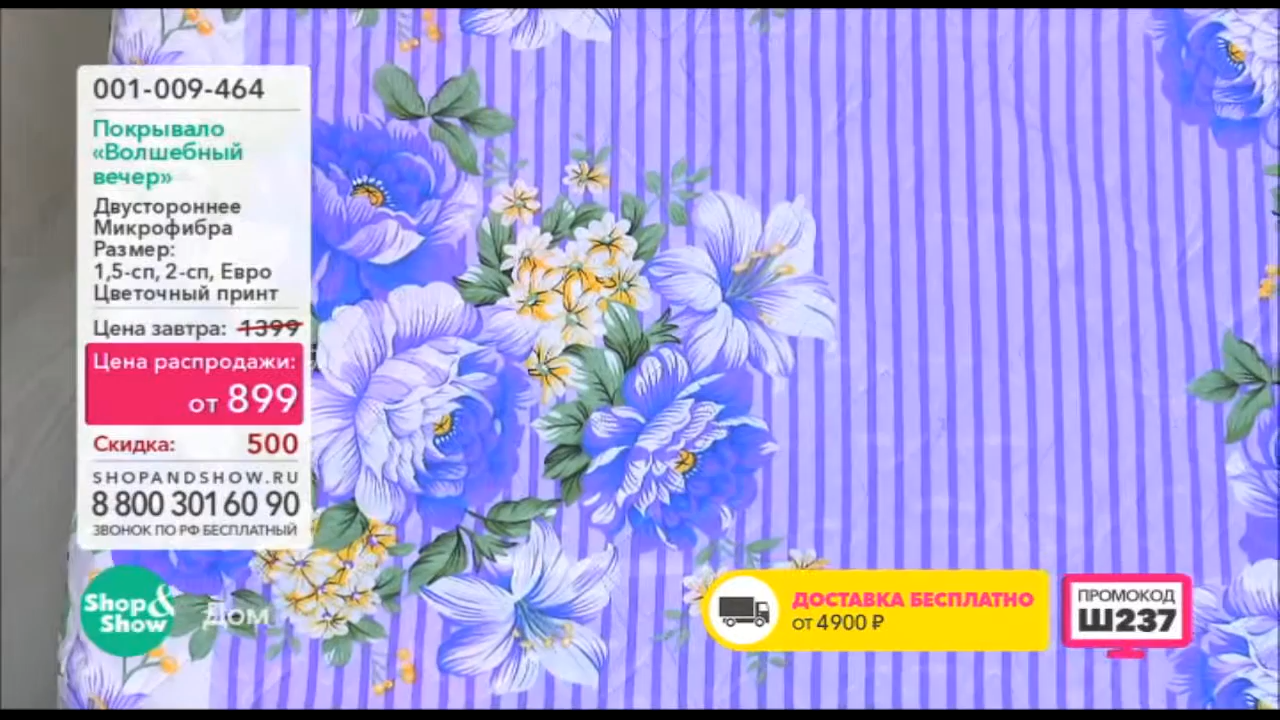 001-009-464
Покрывало
«Волшебный
вечер»
Двустороннее
Микрофибра
Размер:
1,5-сп, 2-сп, Евро
Цветочный принт
Цена завтра: 1399
Цена распродажи:
от 899
Скидка: 500
SHOPANDSHOW.RU
8 800 301 60 90
ЗВОНОК ПО РФ БЕСПЛАТНЫЙ
Shop&
Show
Дом
ДОСТАВКА БЕСПЛАТНО
от 4900 ₽
ПРОМОКОД
Ш237